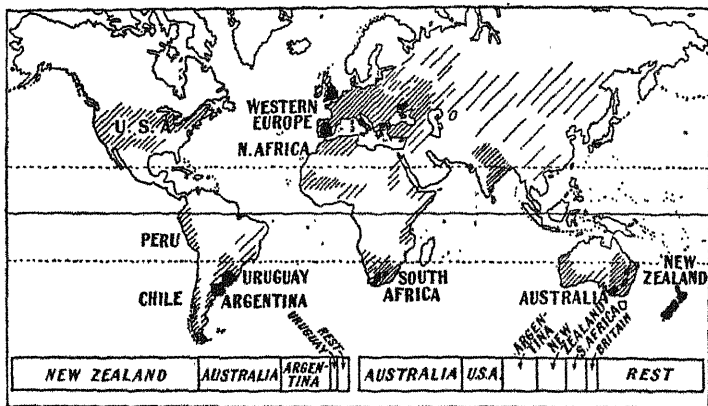 WESTERN
EUROPE
U.S.A.
N. AFRICA
PERU
URUGUAY
ARGENTINA
CHILE
SOUTH
AFRICA
AUSTRALIA
NEW
ZEALAND
URUGUAY
REST
ARGEN-
TINA
NEW
ZEALAND
S. AFRICA
BRITAIN
NEW ZEALAND
AUSTRALIA
ARGEN-
TINA
AUSTRALIA
U.S.A.
REST